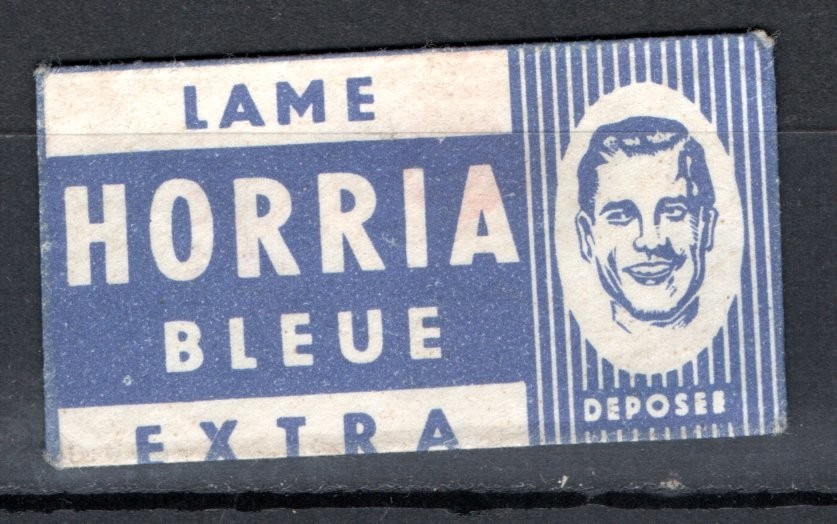 LAME
HORRIA
BLEUE
EXTRA
DEPOSEE